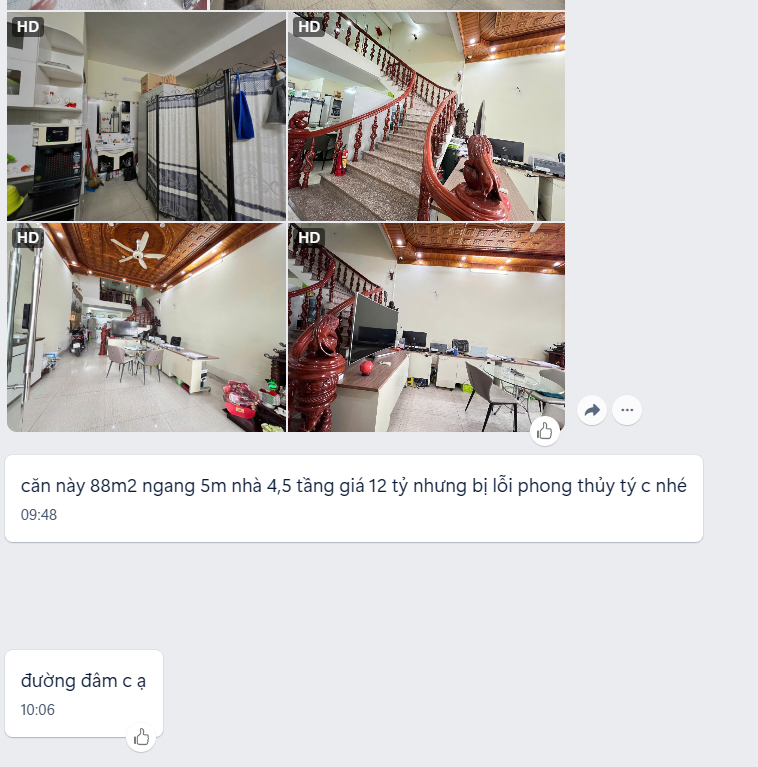 HD
HD
HD
HD
căn này 88m2 ngang 5m nhà 4,5 tầng giá 12 tỷ nhưng bị lỗi phong thủy tý c nhé
09:48
đường đâm c ạ
10:06